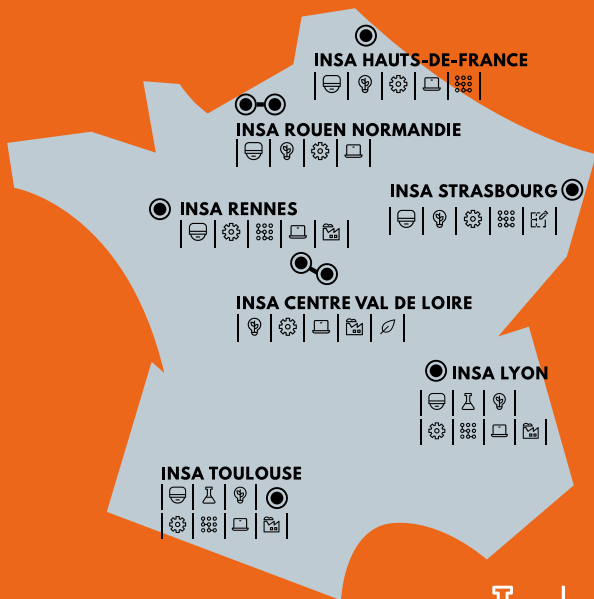 INSA HAUTS-DE-FRANCE
INSA ROUEN NORMANDIE
INSA STRASBOURG
INSA RENNES
INSA CENTRE VAL DE LOIRE
INSA LYON
INSA TOULOUSE